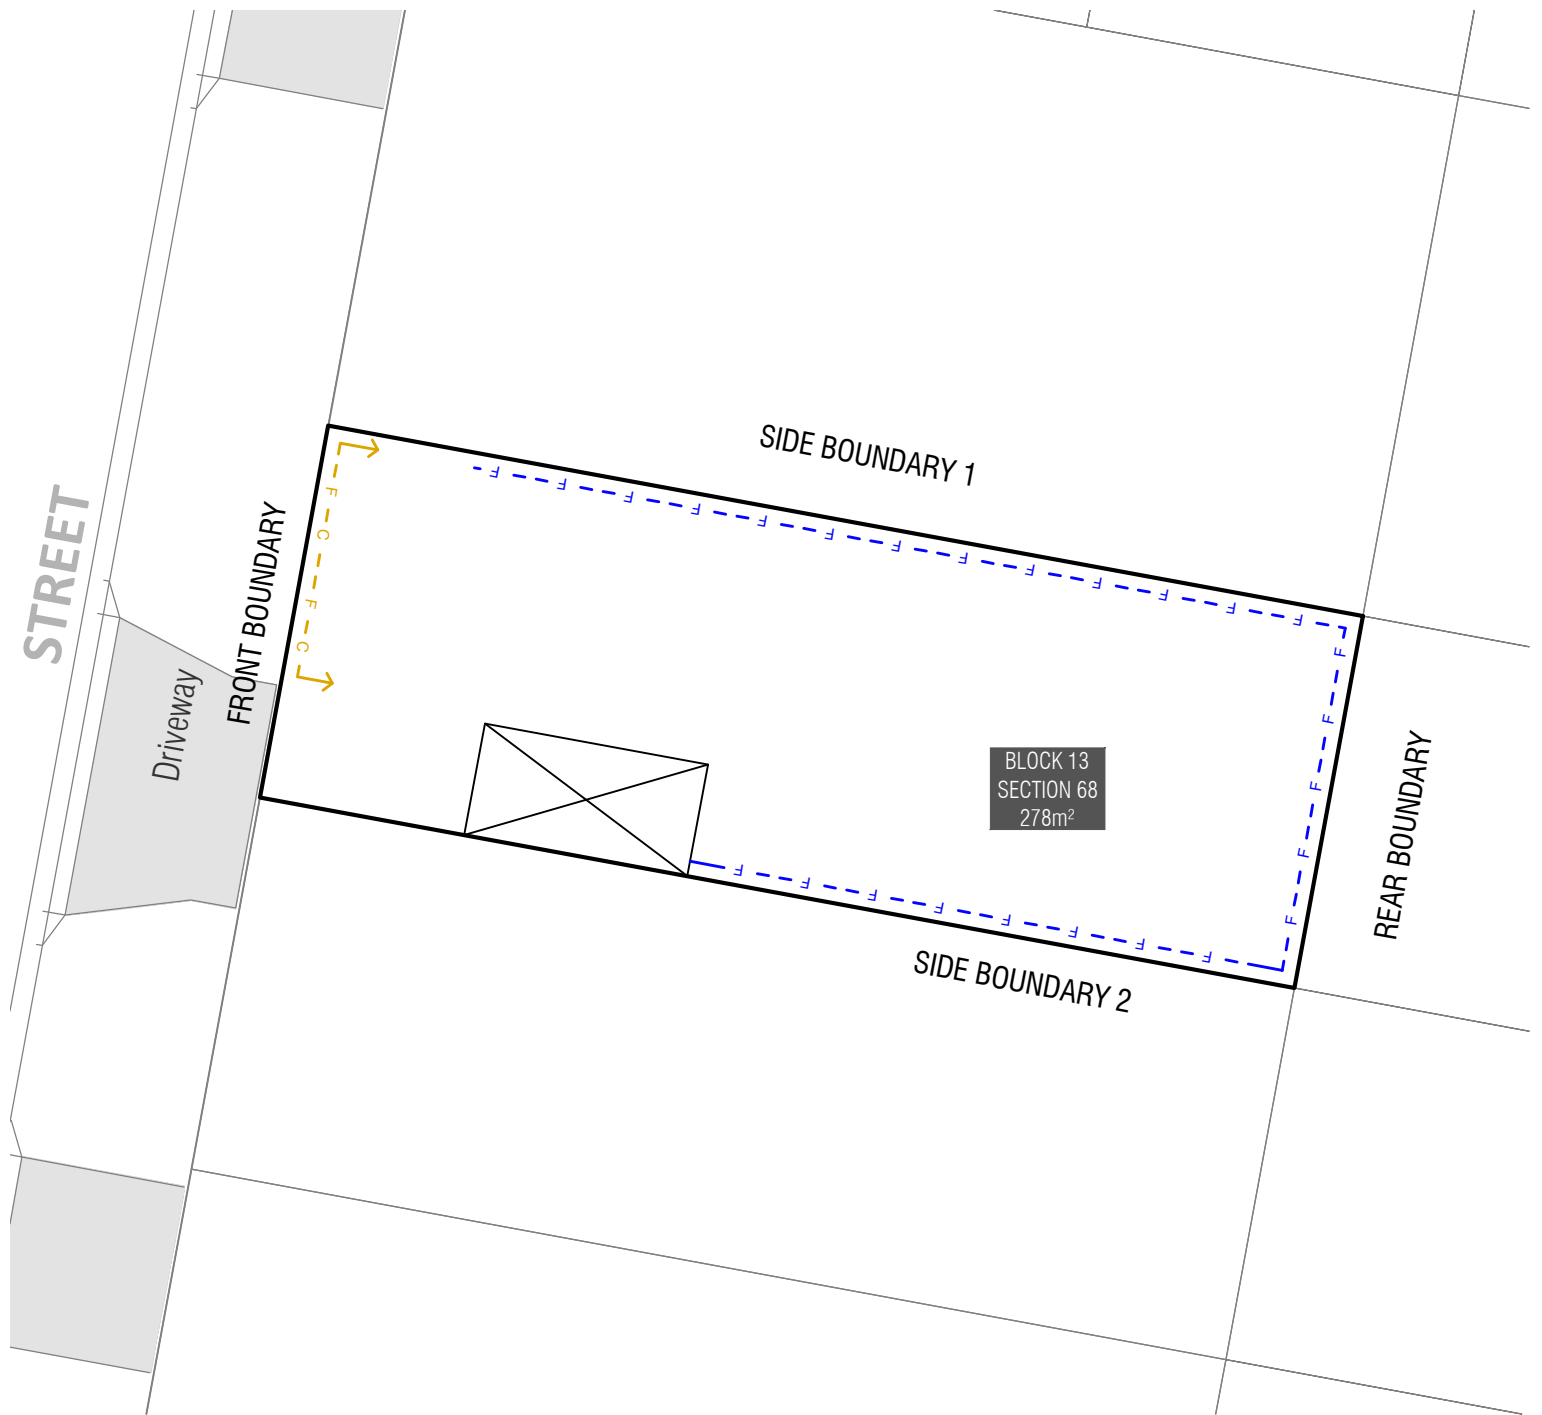 SIDE BOUNDARY 1
STREET
FRONT BOUNDARY
Driveway
F
C
F
C
F F F F F F F F F F F F F
F
F
F
F
F
BLOCK 13
SECTION 68
278m²
REAR BOUNDARY
F F F F F F F F
SIDE BOUNDARY 2